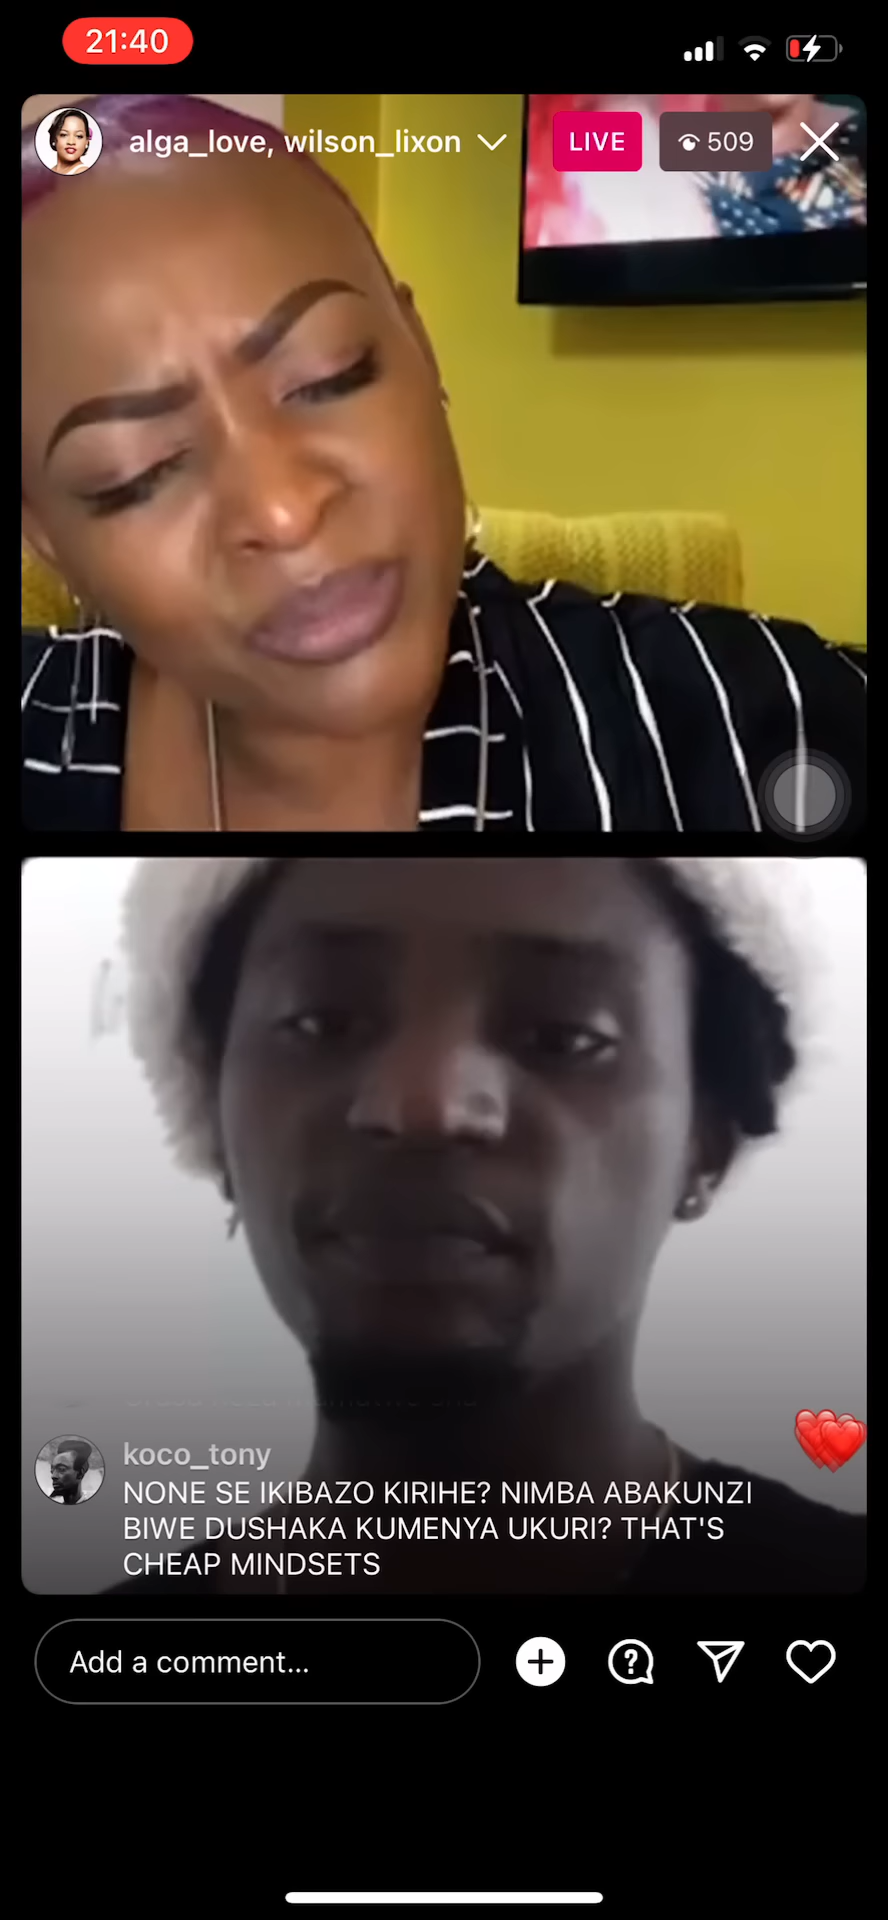 21:40
alga_love, wilson_lixon
LIVE
509
koco_tony
NONE SE IKIBAZO KIRIHE? NIMBA ABAKUNZI
BIWE DUSHAKA KUMENYA UKURI? THAT'S
CHEAP MINDSETS
Add a comment...